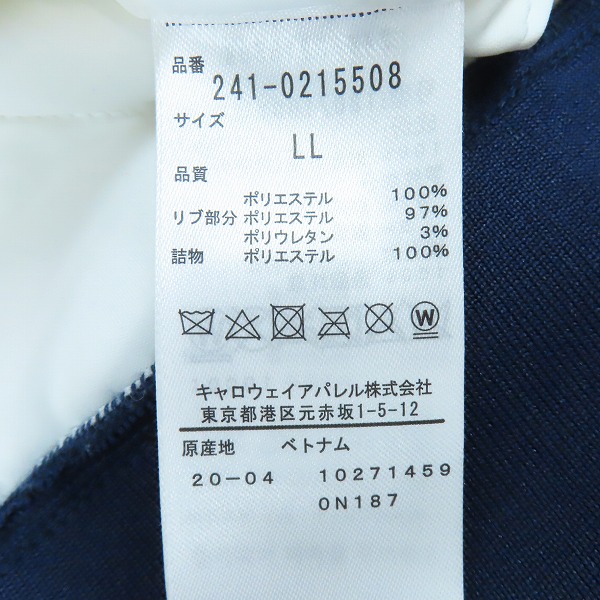 品番
241-0215508
サイズ
LL
品質
ポリエステル 100%
リブ部分 ポリエステル 97%
ポリウレタン 3%
詰物 ポリエステル 100%
W
キャロウェイアパレル株式会社
東京都港区元赤坂1-5-12
原産地 ベトナム
20-04 10271459
0N187